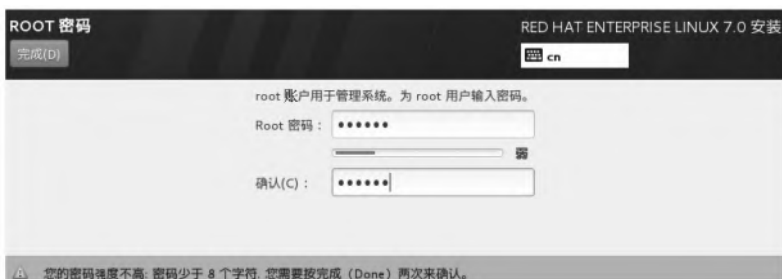 ROOT 密码
RED HAT ENTERPRISE LINUX 7.0 安装
完成(D)
cn
root 账户用于管理系统。为 root 用户输入密码。
Root 密码：
弱
确认(C)：
您的密码强度不高: 密码少于 8 个字符. 您需要按完成（Done）两次来确认。